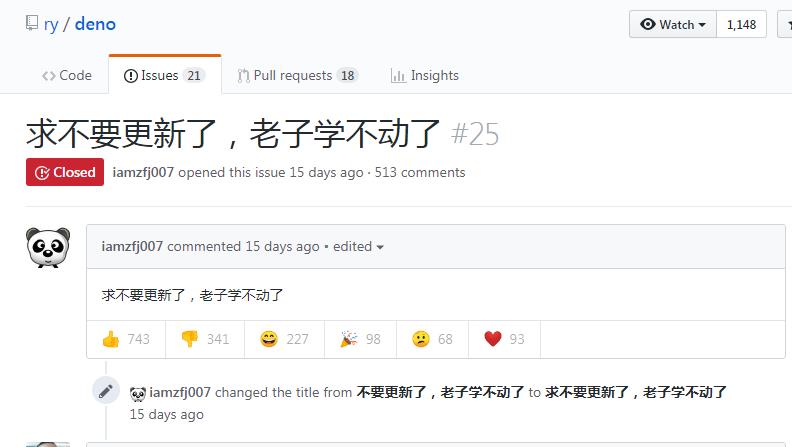 ry / deno
Watch 1,148
Code Issues 21 Pull requests 18 Insights
求不要更新了，老子学不动了 #25
Closed iamzfj007 opened this issue 15 days ago · 513 comments
iamzfj007 commented 15 days ago • edited
求不要更新了，老子学不动了
743 341 227 98 68 93
iamzfj007 changed the title from 不要更新了，老子学不动了 to 求不要更新了，老子学不动了
15 days ago